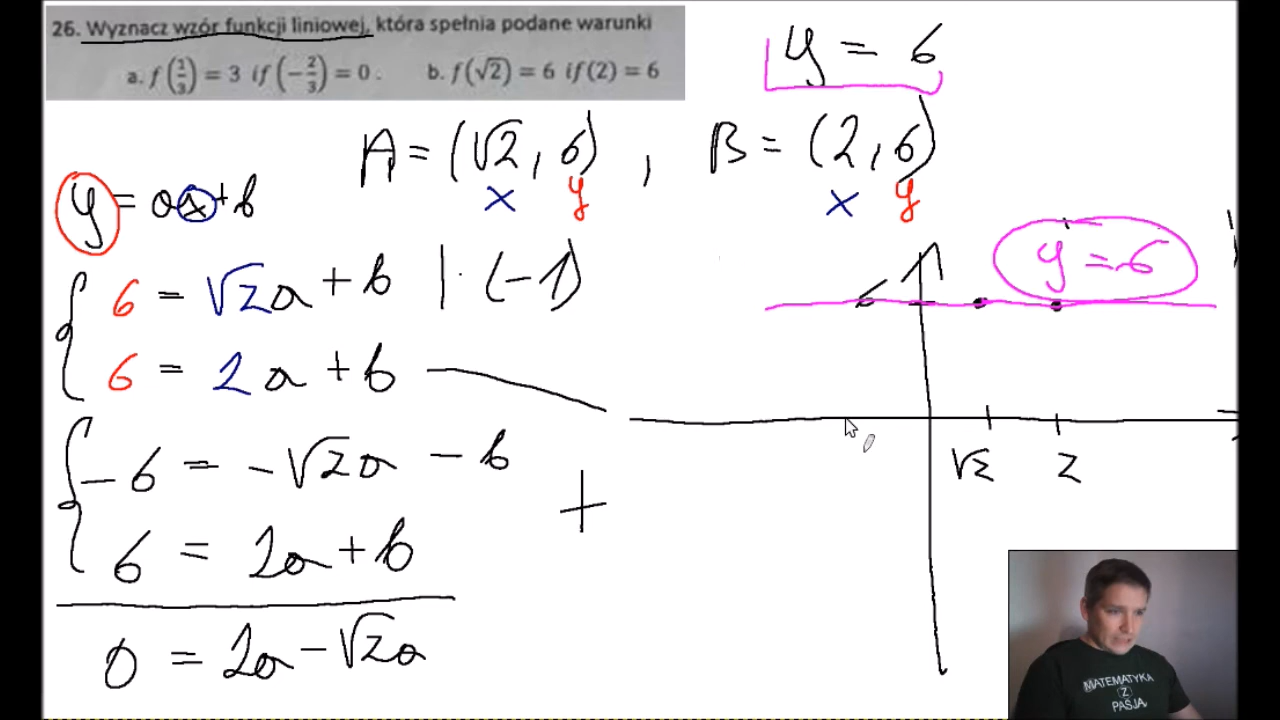 26. Wyznacz wzór funkcji liniowej, która spełnia podane warunki
a. f(1/3) = 3 i f(-2/3) = 0. b. f(√2) = 6 i f(2) = 6
y = 6
A = (√2, 6), B = (2, 6)
x y x y
y = ax + b
y = 6
{ 6 = √2a + b | · (-1)
6
6 = 2a + b
{ -6 = -√2a - b
√2 2
+
6 = 2a + b
0 = 2a - √2a
MATEMATYKA
Z
PASJĄ